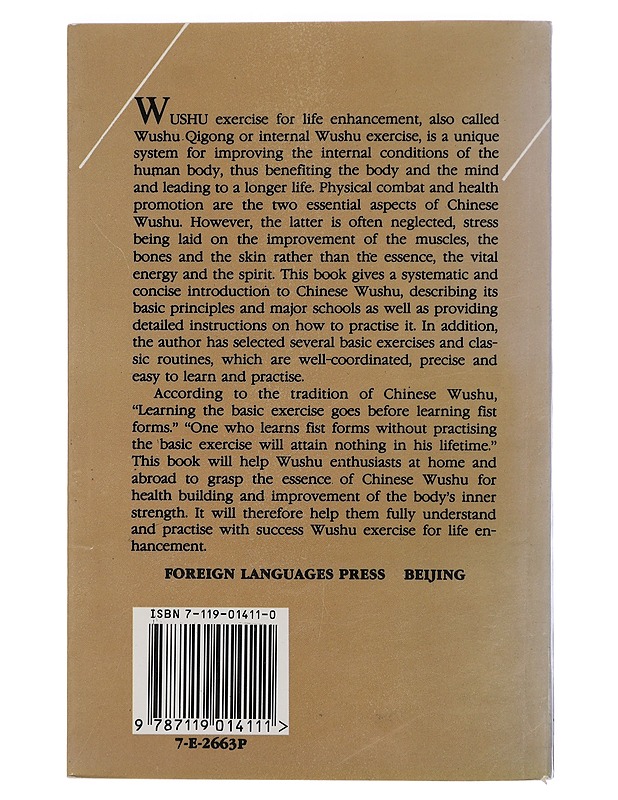 WUSHU exercise for life enhancement, also called
Wushu Qigong or internal Wushu exercise, is a unique
system for improving the internal conditions of the
human body, thus benefiting the body and the mind
and leading to a longer life. Physical combat and health
promotion are the two essential aspects of Chinese
Wushu. However, the latter is often neglected, stress
being laid on the improvement of the muscles, the
bones and the skin rather than the essence, the vital
energy and the spirit. This book gives a systematic and
concise introduction to Chinese Wushu, describing its
basic principles and major schools as well as providing
detailed instructions on how to practise it. In addition,
the author has selected several basic exercises and clas-
sic routines, which are well-coordinated, precise and
easy to learn and practise.
According to the tradition of Chinese Wushu,
“Learning the basic exercise goes before learning fist
forms.” “One who learns fist forms without practising
the basic exercise will attain nothing in his lifetime.”
This book will help Wushu enthusiasts at home and
abroad to grasp the essence of Chinese Wushu for
health building and improvement of the body’s inner
strength. It will therefore help them fully understand
and practise with success Wushu exercise for life en-
hancement.
FOREIGN LANGUAGES PRESS BEIJING
ISBN 7-119-01411-0
9 787119 014111 >
7-E-2663P